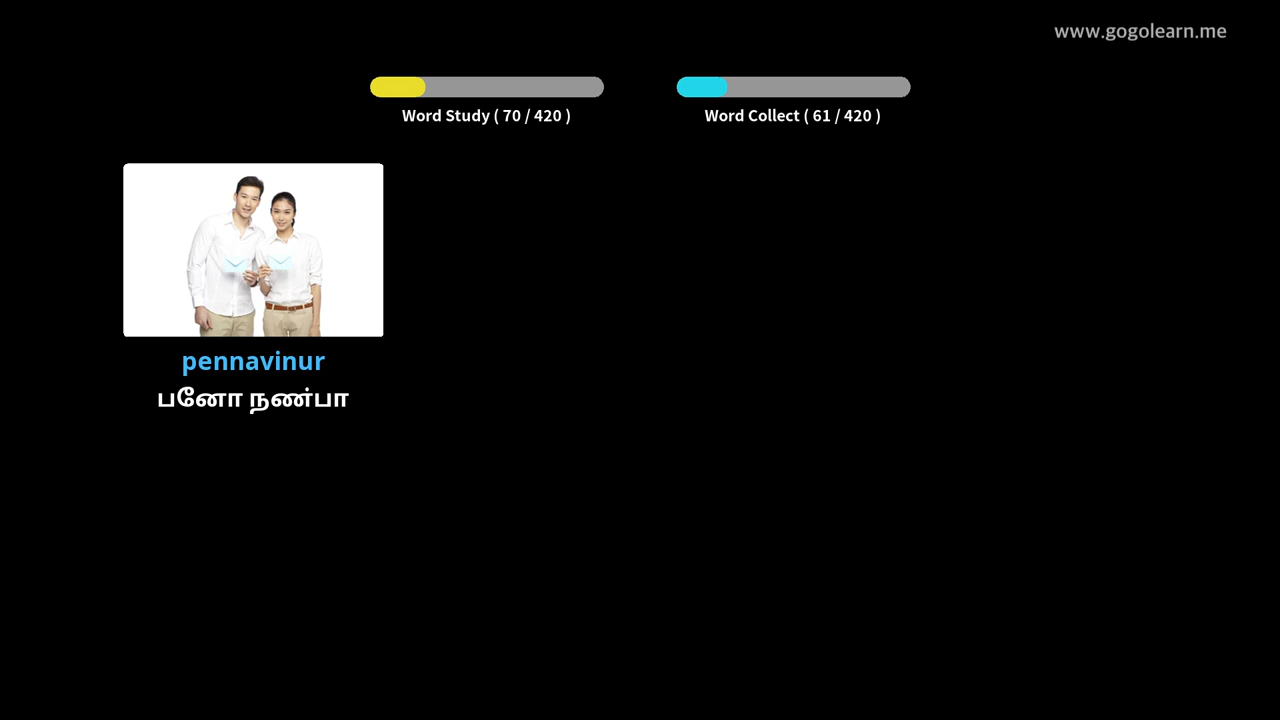 www.gogolearn.me
Word Study ( 70 / 420 )
Word Collect ( 61 / 420 )
pennavinur
பனோ நண்பா